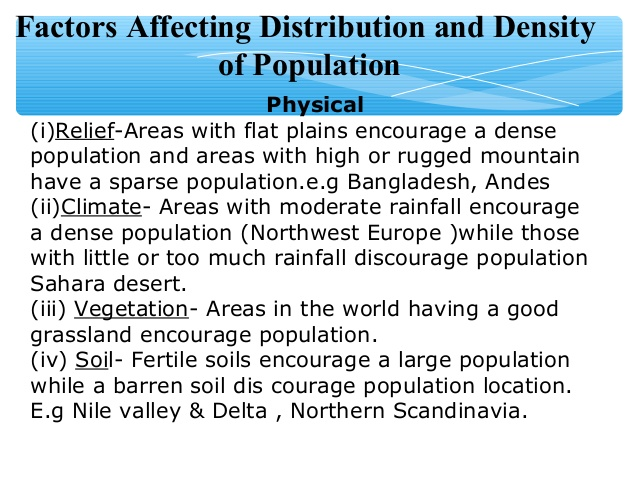 Factors Affecting Distribution and Density
of Population
Physical
(i)Relief-Areas with flat plains encourage a dense
population and areas with high or rugged mountain
have a sparse population.e.g Bangladesh, Andes
(ii)Climate- Areas with moderate rainfall encourage
a dense population (Northwest Europe )while those
with little or too much rainfall discourage population
Sahara desert.
(iii) Vegetation- Areas in the world having a good
grassland encourage population.
(iv) Soil- Fertile soils encourage a large population
while a barren soil dis courage population location.
E.g Nile valley & Delta , Northern Scandinavia.